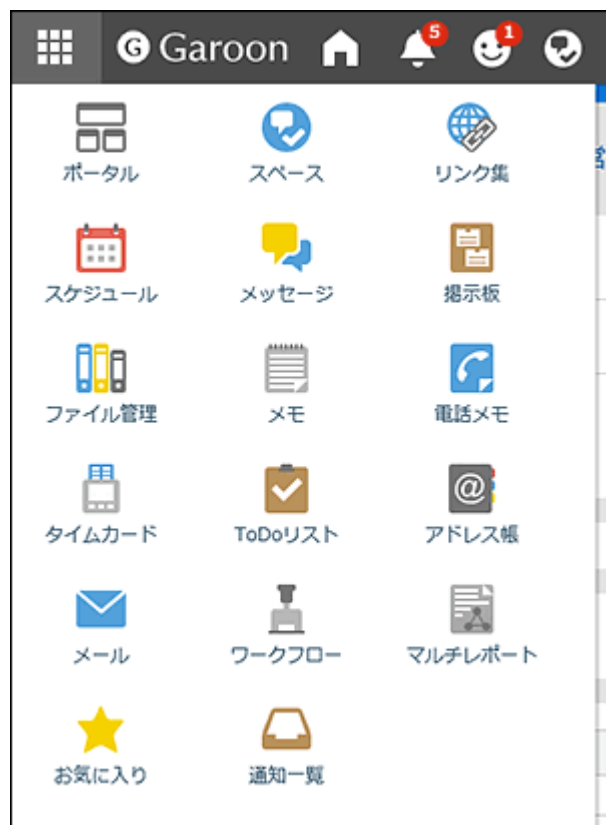 G Garoon 5 1
ポータル スペース リンク集
スケジュール メッセージ 掲示板
ファイル管理 メモ 電話メモ
タイムカード ToDoリスト アドレス帳
メール ワークフロー マルチレポート
お気に入り 通知一覧